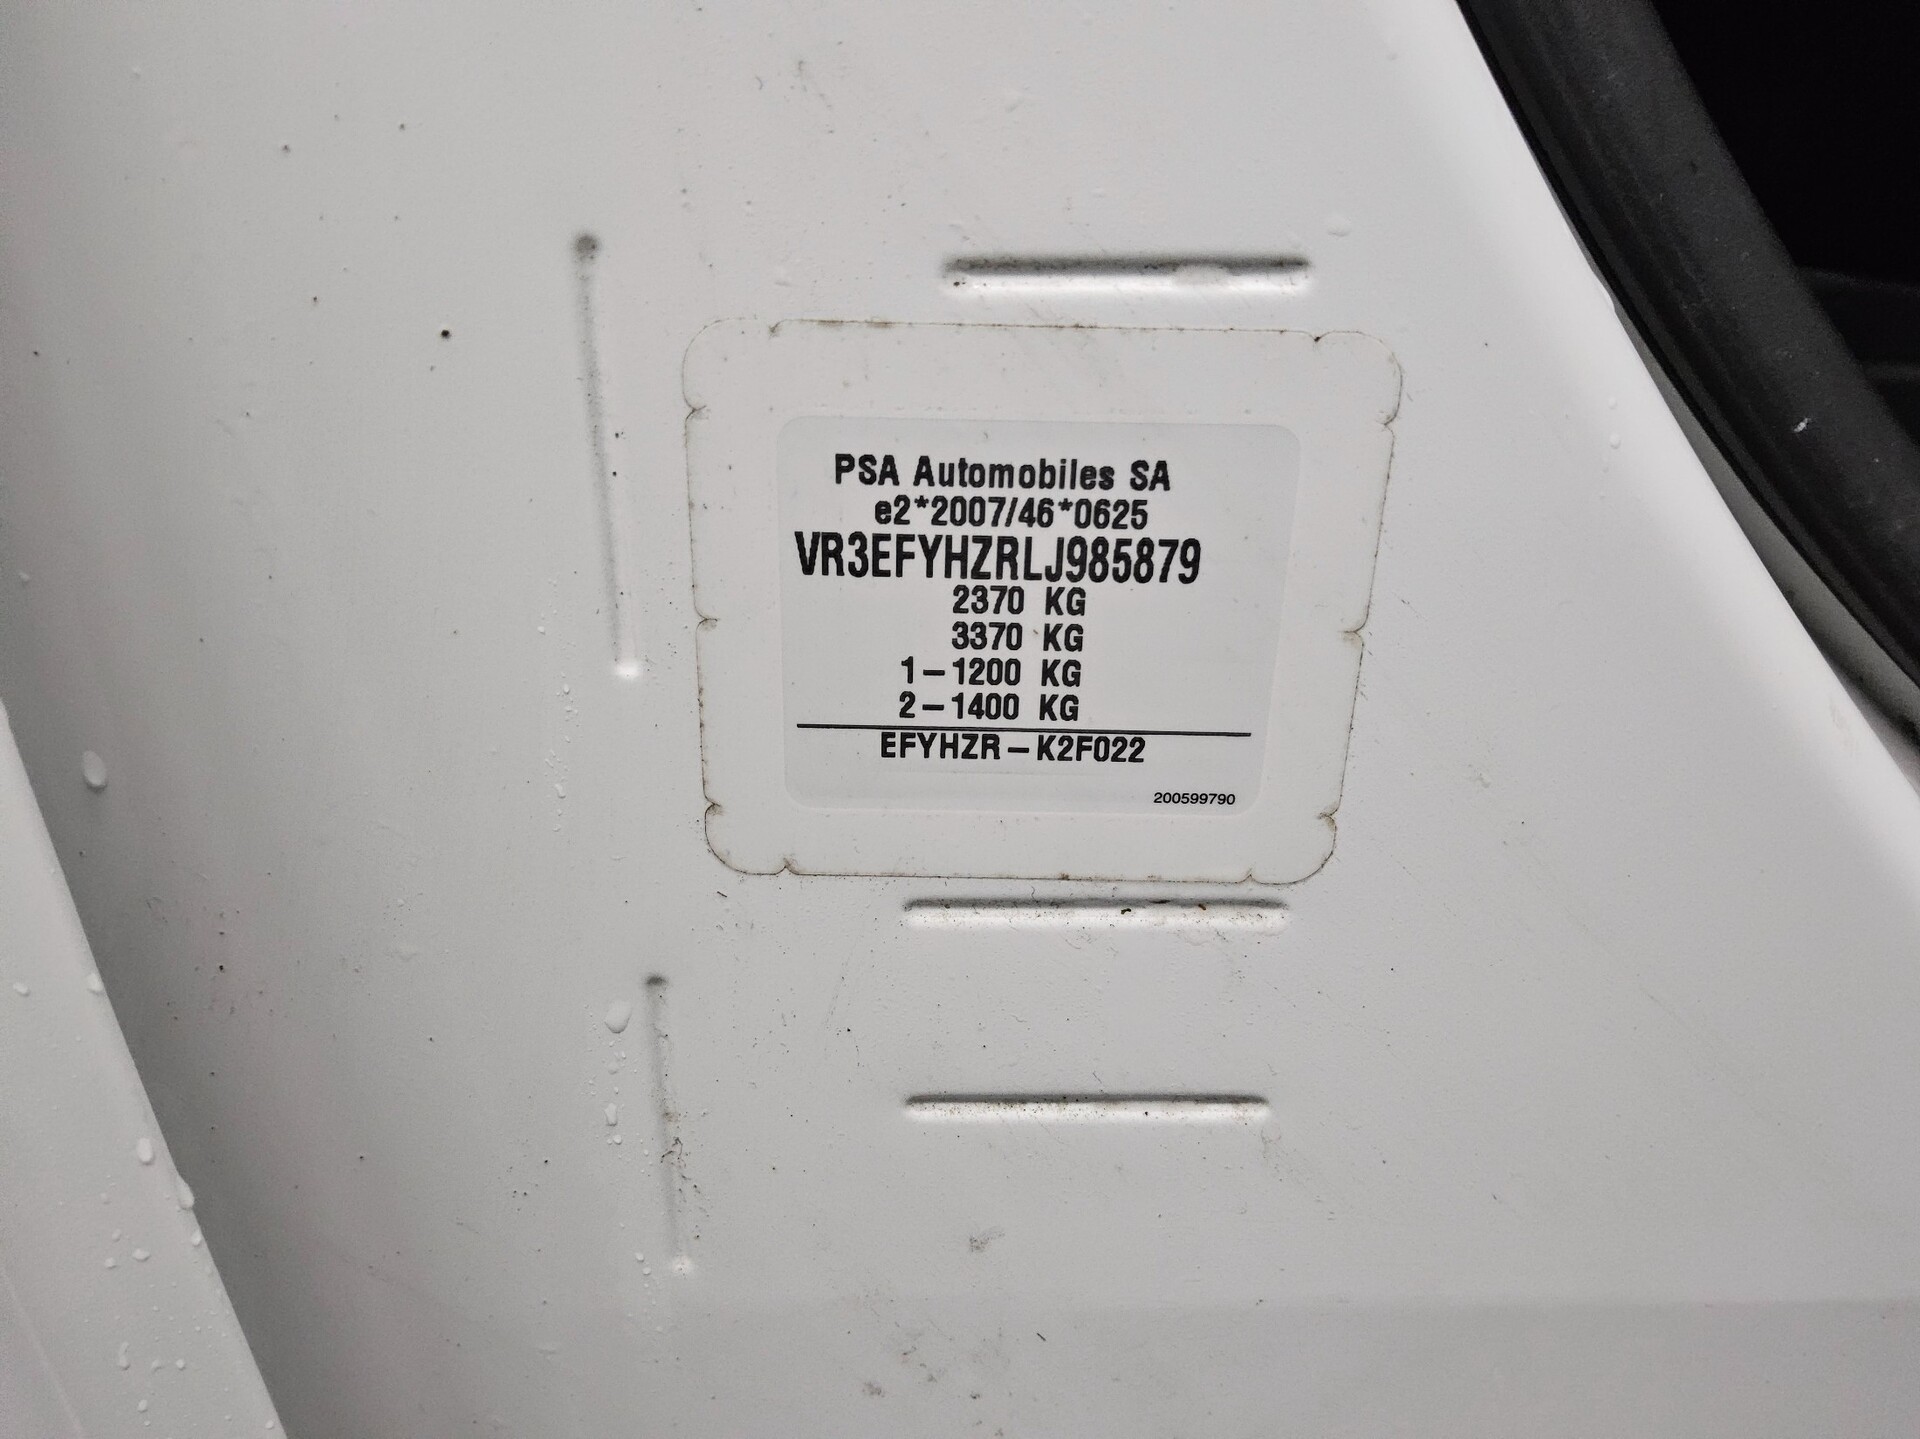 PSA Automobiles SA
e2*2007/46*0625
VR3EFYHZRLJ985879
2370 KG
3370 KG
1-1200 KG
2-1400 KG
EFYHZR-K2F022
200599790